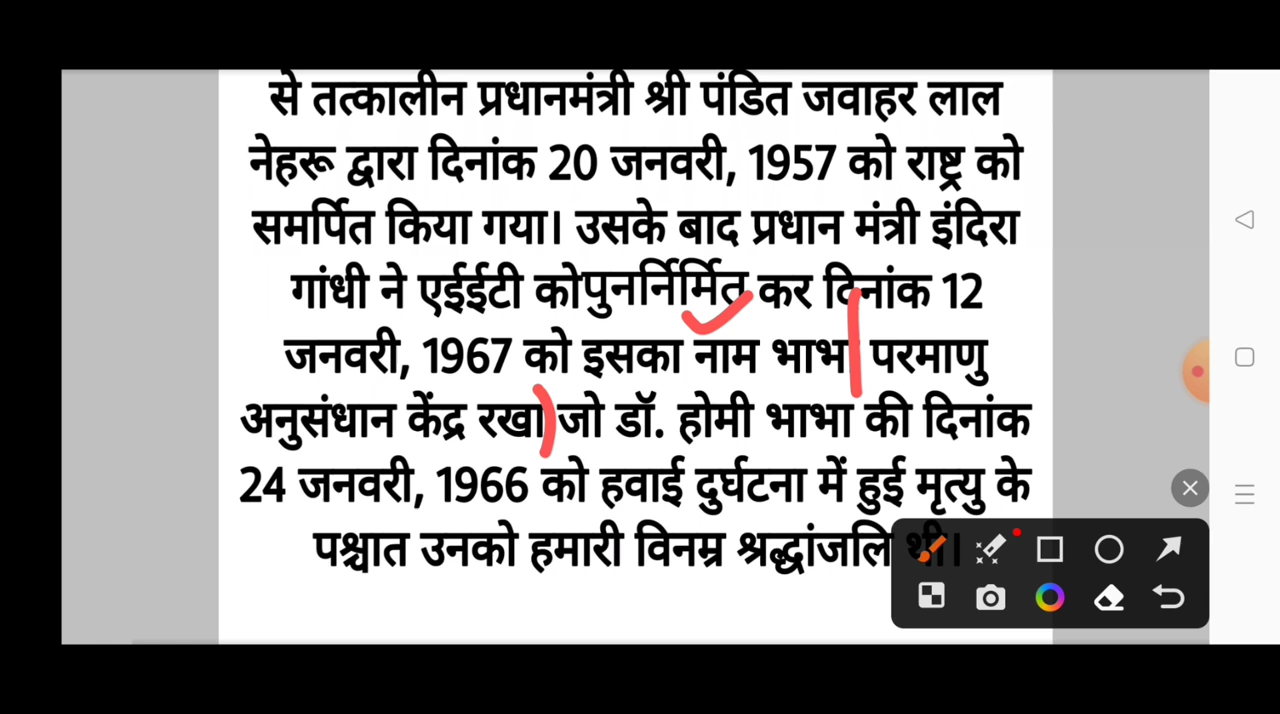 से तत्कालीन प्रधानमंत्री श्री पंडित जवाहर लाल
नेहरू द्वारा दिनांक 20 जनवरी, 1957 को राष्ट्र को
समर्पित किया गया। उसके बाद प्रधान मंत्री इंदिरा
गांधी ने एईईटी कोपुनर्निर्मित कर दिनांक 12
जनवरी, 1967 को इसका नाम भाभा परमाणु
अनुसंधान केंद्र रखा जो डॉ. होमी भाभा की दिनांक
24 जनवरी, 1966 को हवाई दुर्घटना में हुई मृत्यु के
पश्चात उनको हमारी विनम्र श्रद्धांजलि थी।